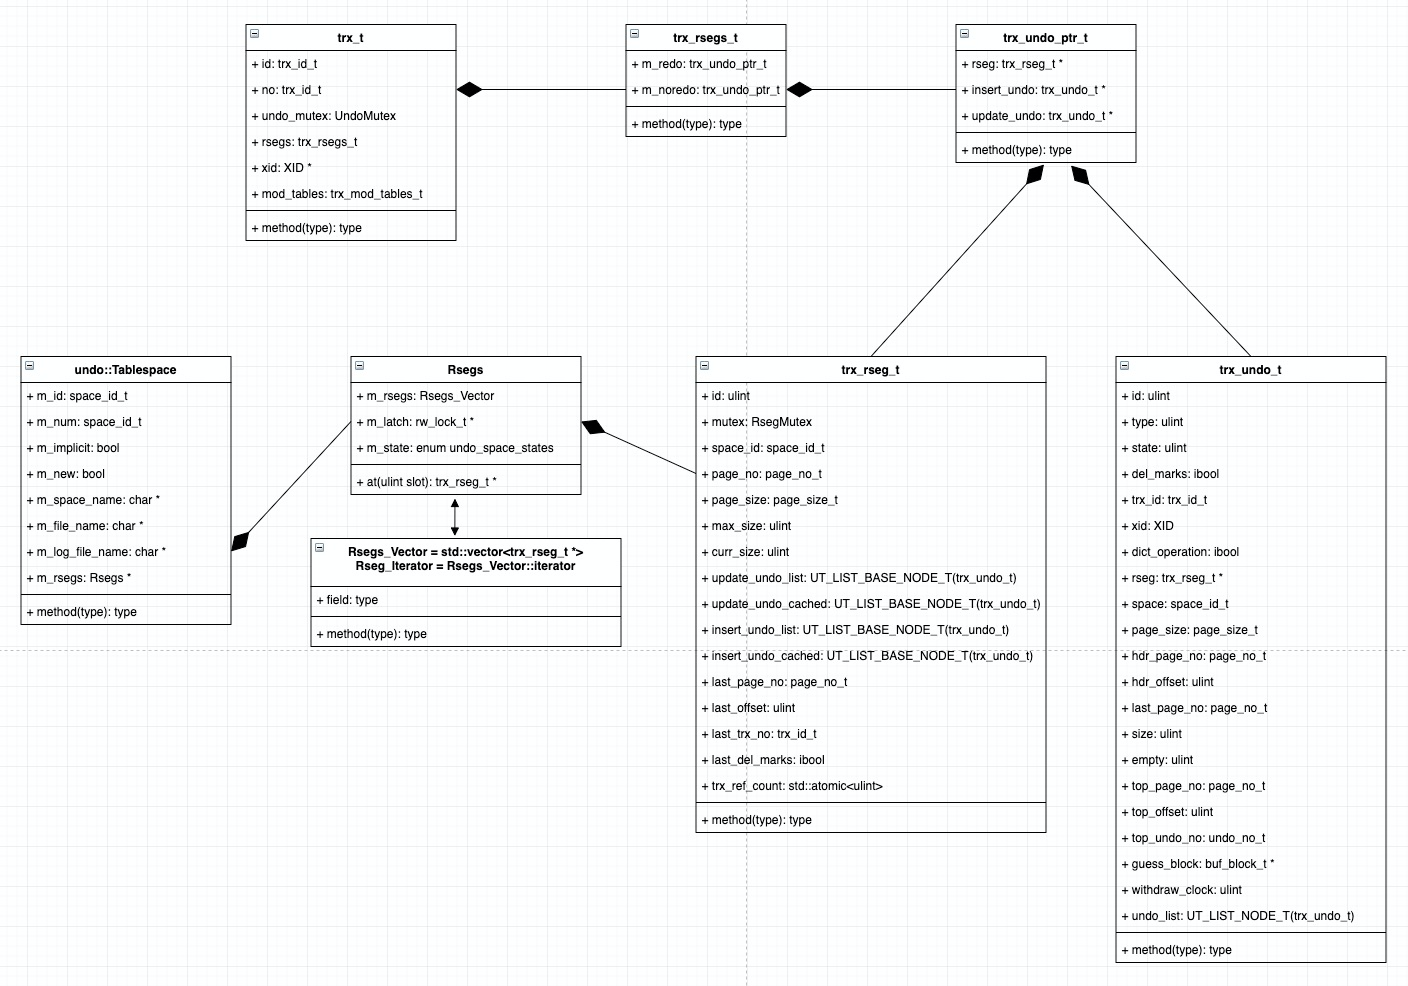 trx_t
+ id: trx_id_t
+ no: trx_id_t
+ undo_mutex: UndoMutex
+ rsegs: trx_rsegs_t
+ xid: XID *
+ mod_tables: trx_mod_tables_t
+ method(type): type
trx_rsegs_t
+ m_redo: trx_undo_ptr_t
+ m_noredo: trx_undo_ptr_t
+ method(type): type
trx_undo_ptr_t
+ rseg: trx_rseg_t *
+ insert_undo: trx_undo_t *
+ update_undo: trx_undo_t *
+ method(type): type
undo::Tablespace
+ m_id: space_id_t
+ m_num: space_id_t
+ m_implicit: bool
+ m_new: bool
+ m_space_name: char *
+ m_file_name: char *
+ m_log_file_name: char *
+ m_rsegs: Rsegs *
+ method(type): type
Rsegs
+ m_rsegs: Rsegs_Vector
+ m_latch: rw_lock_t *
+ m_state: enum undo_space_states
+ at(ulint slot): trx_rseg_t *
Rsegs_Vector = std::vector<trx_rseg_t *>
Rseg_Iterator = Rsegs_Vector::iterator
+ field: type
+ method(type): type
trx_rseg_t
+ id: ulint
+ mutex: RsegMutex
+ space_id: space_id_t
+ page_no: page_no_t
+ page_size: page_size_t
+ max_size: ulint
+ curr_size: ulint
+ update_undo_list: UT_LIST_BASE_NODE_T(trx_undo_t)
+ update_undo_cached: UT_LIST_BASE_NODE_T(trx_undo_t)
+ insert_undo_list: UT_LIST_BASE_NODE_T(trx_undo_t)
+ insert_undo_cached: UT_LIST_BASE_NODE_T(trx_undo_t)
+ last_page_no: page_no_t
+ last_offset: ulint
+ last_trx_no: trx_id_t
+ last_del_marks: ibool
+ trx_ref_count: std::atomic<ulint>
+ method(type): type
trx_undo_t
+ id: ulint
+ type: ulint
+ state: ulint
+ del_marks: ibool
+ trx_id: trx_id_t
+ xid: XID
+ dict_operation: ibool
+ rseg: trx_rseg_t *
+ space: space_id_t
+ page_size: page_size_t
+ hdr_page_no: page_no_t
+ hdr_offset: ulint
+ last_page_no: page_no_t
+ size: ulint
+ empty: ulint
+ top_page_no: page_no_t
+ top_offset: ulint
+ top_undo_no: undo_no_t
+ guess_block: buf_block_t *
+ withdraw_clock: ulint
+ undo_list: UT_LIST_NODE_T(trx_undo_t)
+ method(type): type